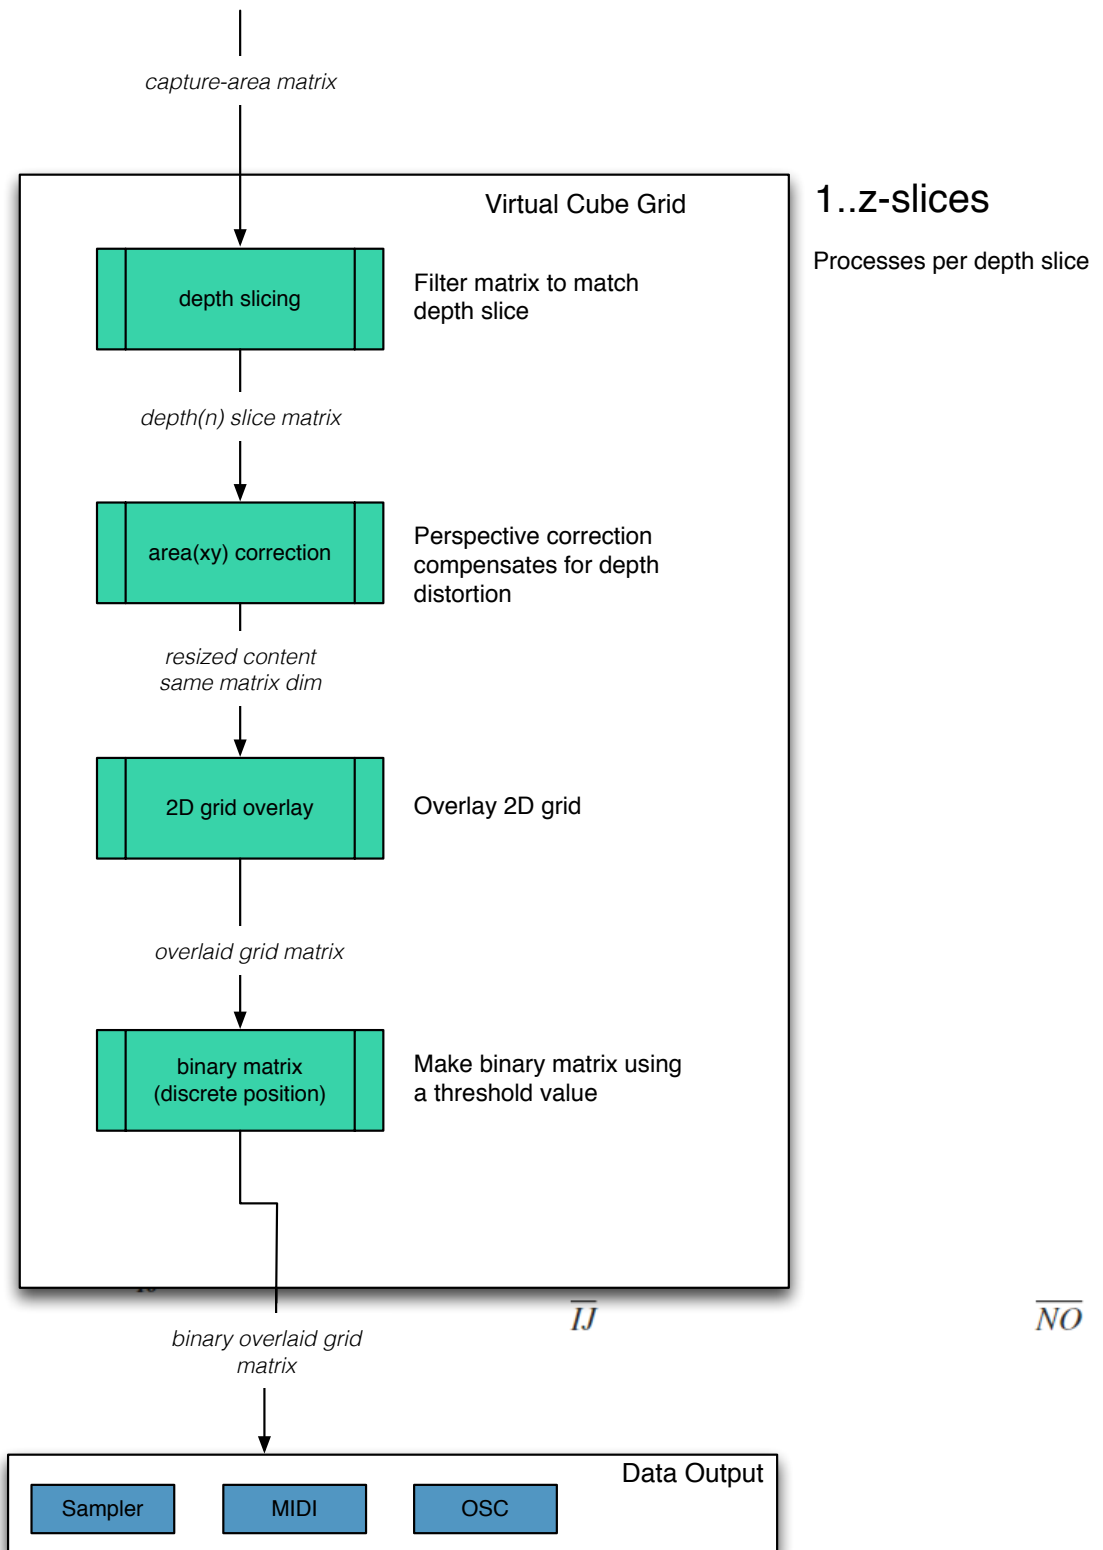 capture-area matrix
Virtual Cube Grid
1..z-slices
Processes per depth slice
depth slicing
Filter matrix to match
depth slice
depth(n) slice matrix
area(xy) correction
Perspective correction
compensates for depth
distortion
resized content
same matrix dim
2D grid overlay
Overlay 2D grid
overlaid grid matrix
binary matrix
(discrete position)
Make binary matrix using
a threshold value
IJ
NO
binary overlaid grid
matrix
Data Output
Sampler
MIDI
OSC